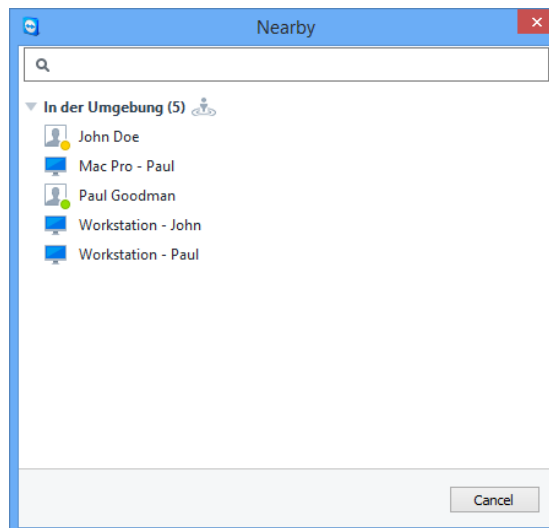 Nearby
In der Umgebung (5)
John Doe
Mac Pro - Paul
Paul Goodman
Workstation - John
Workstation - Paul
Cancel